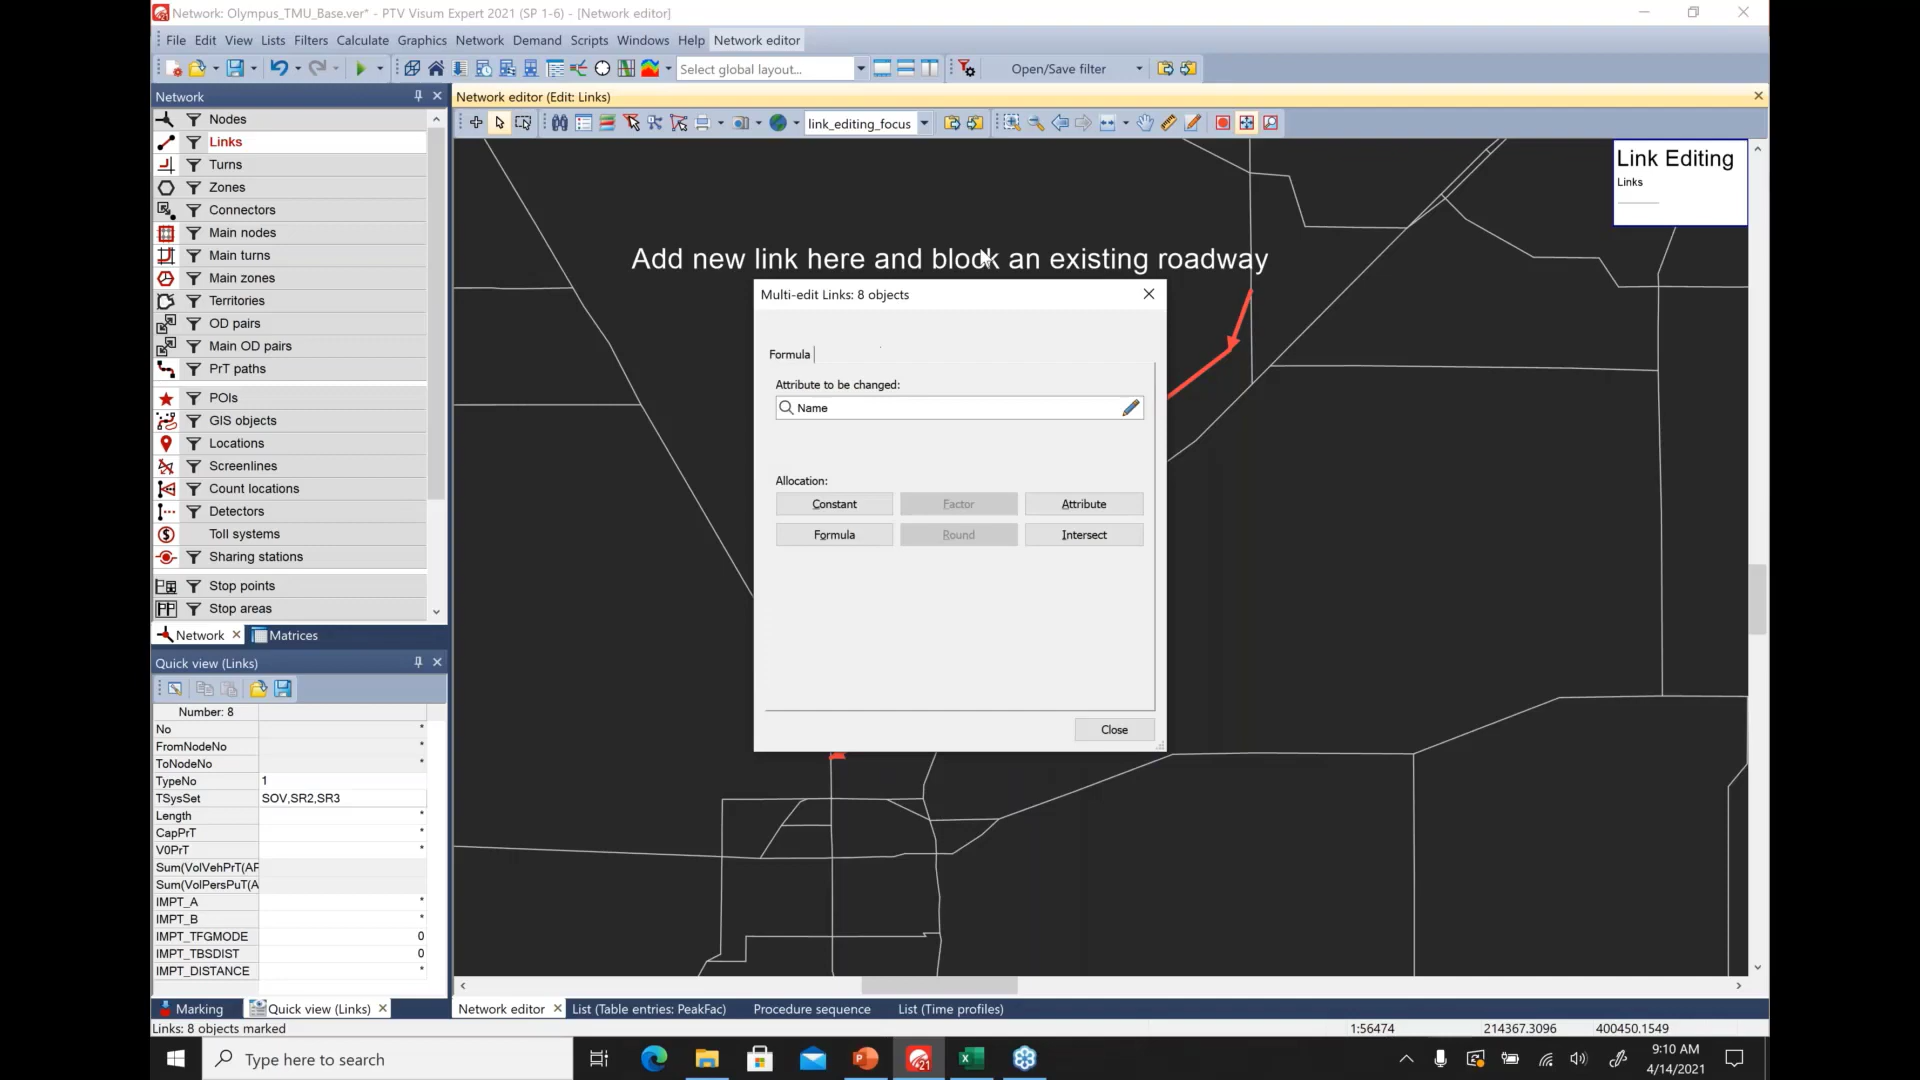 Network: Olympus_TMU_Base.ver* - PTV Visum Expert 2021 (SP 1-6) - [Network editor]
File Edit View Lists Filters Calculate Graphics Network Demand Scripts Windows Help Network editor
Select global layout...
Open/Save filter
Network
Nodes
Links
Turns
Zones
Connectors
Main nodes
Main turns
Main zones
Territories
OD pairs
Main OD pairs
PrT paths
POIs
GIS objects
Locations
Screenlines
Count locations
Detectors
Toll systems
Sharing stations
Stop points
Stop areas
Network
Matrices
Quick view (Links)
Number: 8
No *
FromNodeNo *
ToNodeNo *
TypeNo 1
TSysSet SOV,SR2,SR3
Length *
CapPrT *
V0PrT *
Sum(VolVehPrT(AF
Sum(VolPersPuT(A
IMPT_A *
IMPT_B *
IMPT_TFGMODE 0
IMPT_TBSDIST 0
IMPT_DISTANCE *
Marking
Quick view (Links)
Network editor (Edit: Links)
link_editing_focus
Link Editing
Links
Add new link here and block an existing roadway
Multi-edit Links: 8 objects
Formula
Attribute to be changed:
Name
Allocation:
Constant Factor Attribute
Formula Round Intersect
Close
Network editor
List (Table entries: PeakFac)
Procedure sequence
List (Time profiles)
Links: 8 objects marked
1:56474
214367.3096
400450.1549
Type here to search
21
9:10 AM
4/14/2021